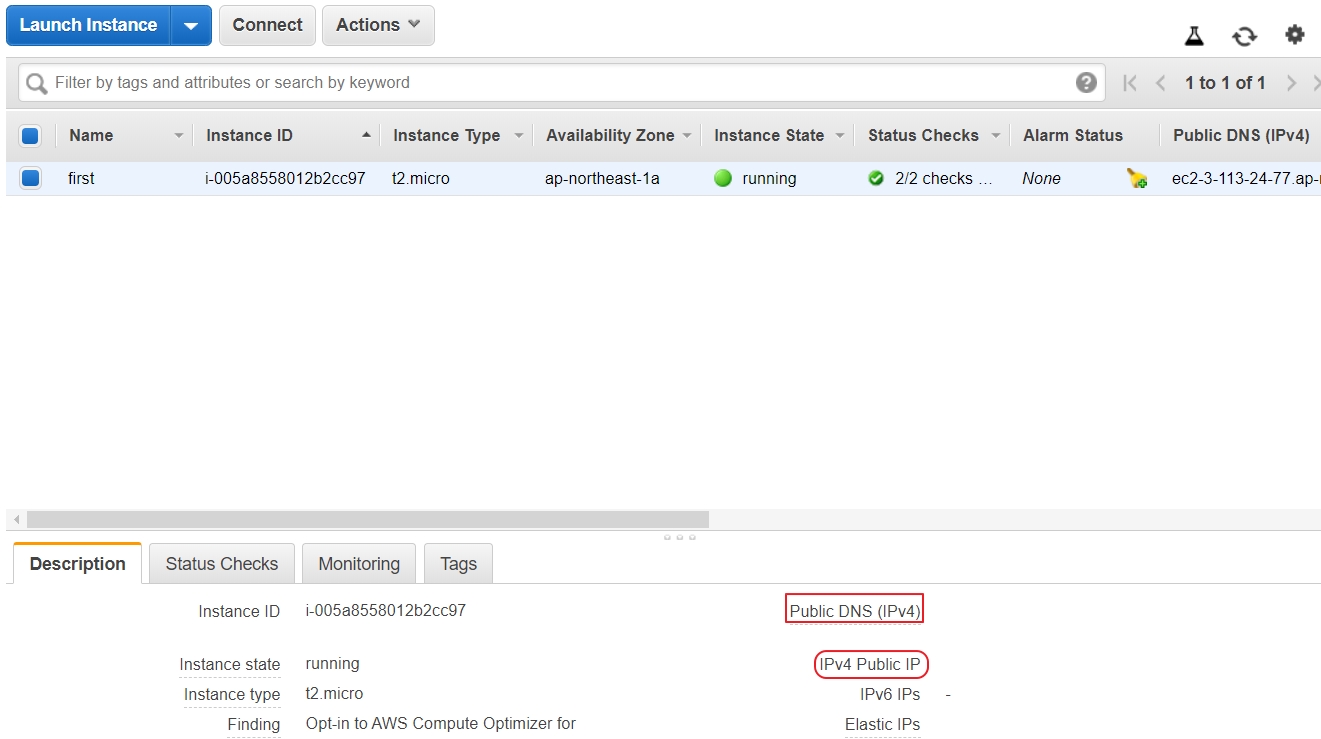 Launch Instance Connect Actions
Filter by tags and attributes or search by keyword ? 1 to 1 of 1
Name Instance ID Instance Type Availability Zone Instance State Status Checks Alarm Status Public DNS (IPv4)
first i-005a8558012b2cc97 t2.micro ap-northeast-1a running 2/2 checks ... None ec2-3-113-24-77.ap-
Description Status Checks Monitoring Tags
Instance ID i-005a8558012b2cc97 Public DNS (IPv4)
Instance state running IPv4 Public IP
Instance type t2.micro IPv6 IPs -
Finding Opt-in to AWS Compute Optimizer for Elastic IPs